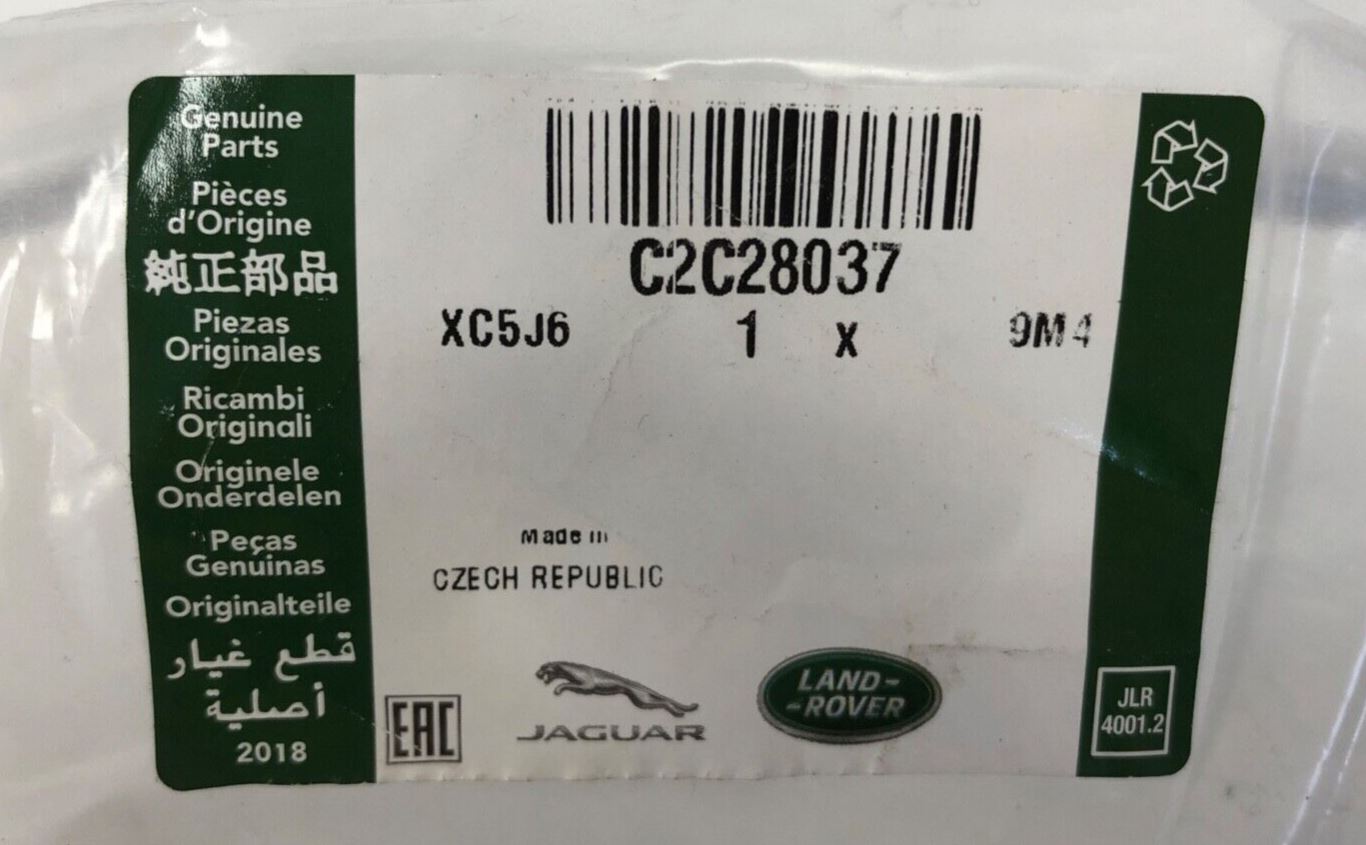 Genuine
Parts
Pièces
d'Origine
純正部品
Piezas
Originales
Ricambi
Originali
Originele
Onderdelen
Peças
Genuinas
Originalteile
قطع غيار
أصلية
2018
C2C28037
XC5J6 1 X 9M4
Made in
CZECH REPUBLIC
EAC
JAGUAR
LAND-
-ROVER
JLR
4001.2